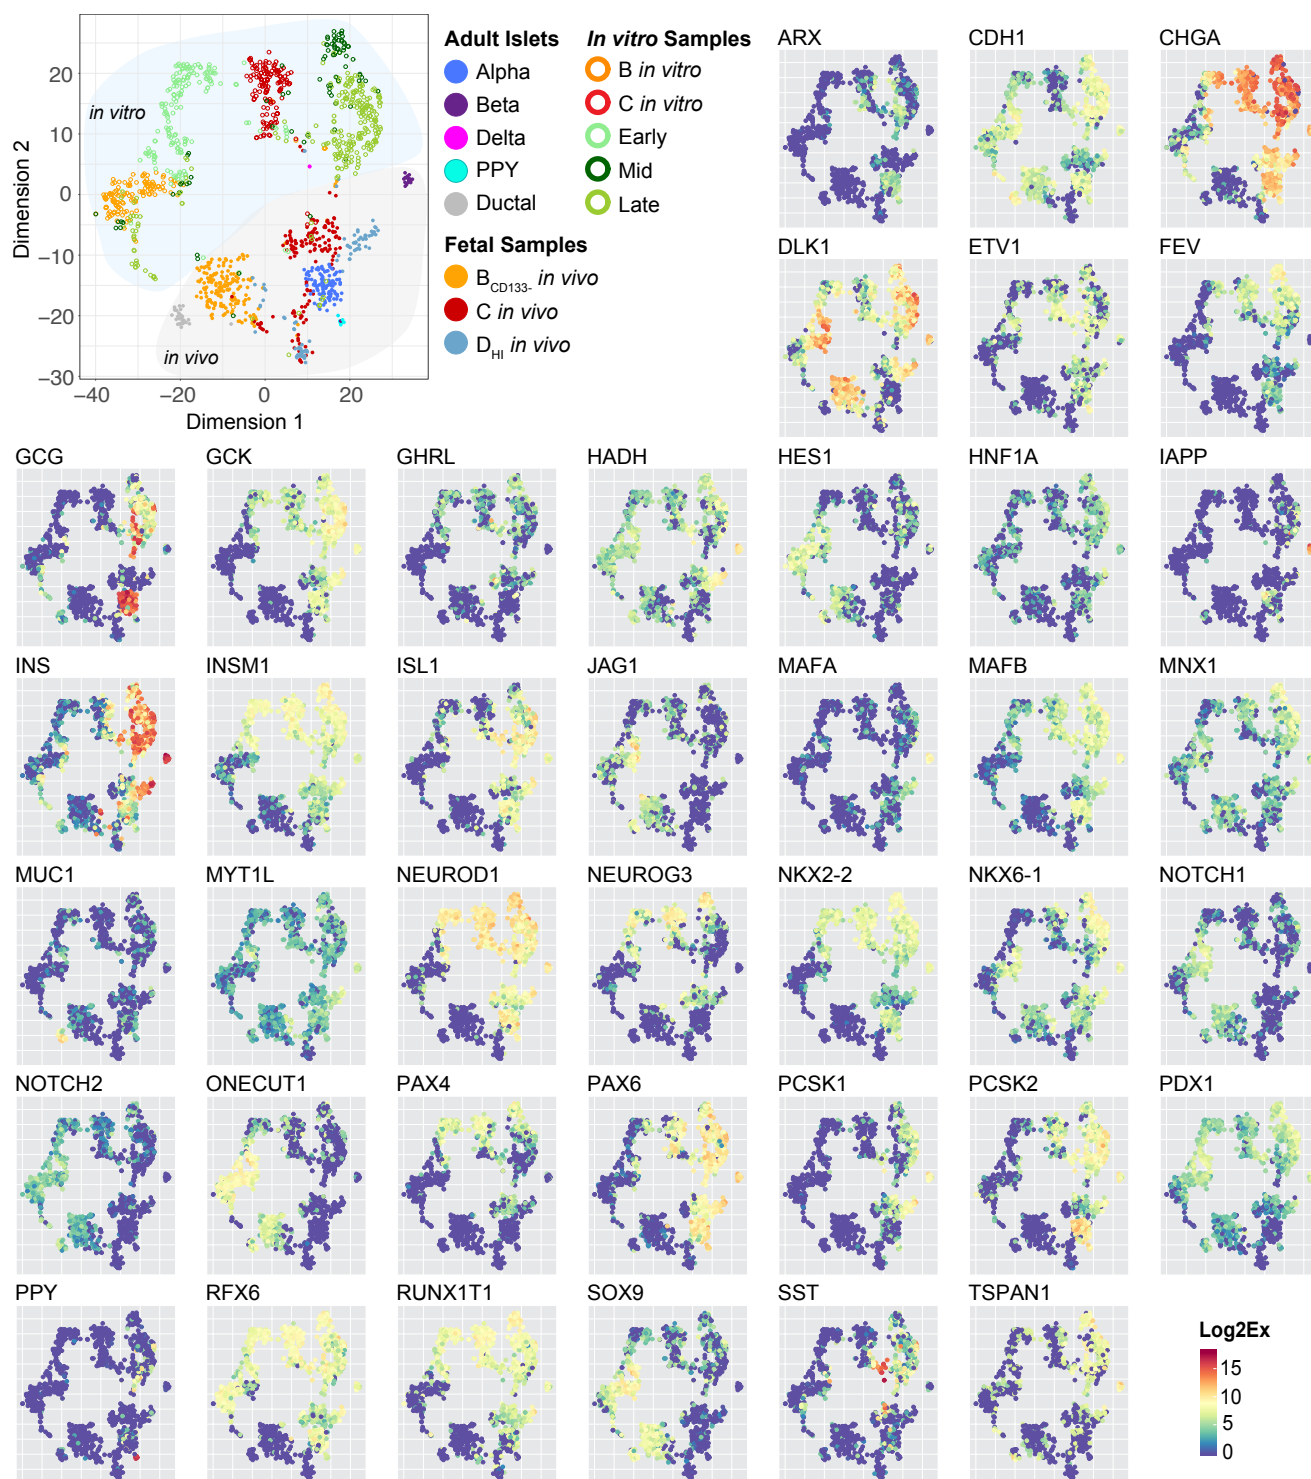 Adult Islets
Alpha
Beta
Delta
PPY
Ductal
Fetal Samples
B CD133- in vivo
C in vivo
D HI in vivo
In vitro Samples
B in vitro
C in vitro
Early
Mid
Late
in vitro
in vivo
Dimension 2
20
10
0
−10
−20
−30
−40
−20
0
20
Dimension 1
ARX
CDH1
CHGA
DLK1
ETV1
FEV
GCG
GCK
GHRL
HADH
HES1
HNF1A
IAPP
INS
INSM1
ISL1
JAG1
MAFA
MAFB
MNX1
MUC1
MYT1L
NEUROD1
NEUROG3
NKX2-2
NKX6-1
NOTCH1
NOTCH2
ONECUT1
PAX4
PAX6
PCSK1
PCSK2
PDX1
PPY
RFX6
RUNX1T1
SOX9
SST
TSPAN1
Log2Ex
15
10
5
0